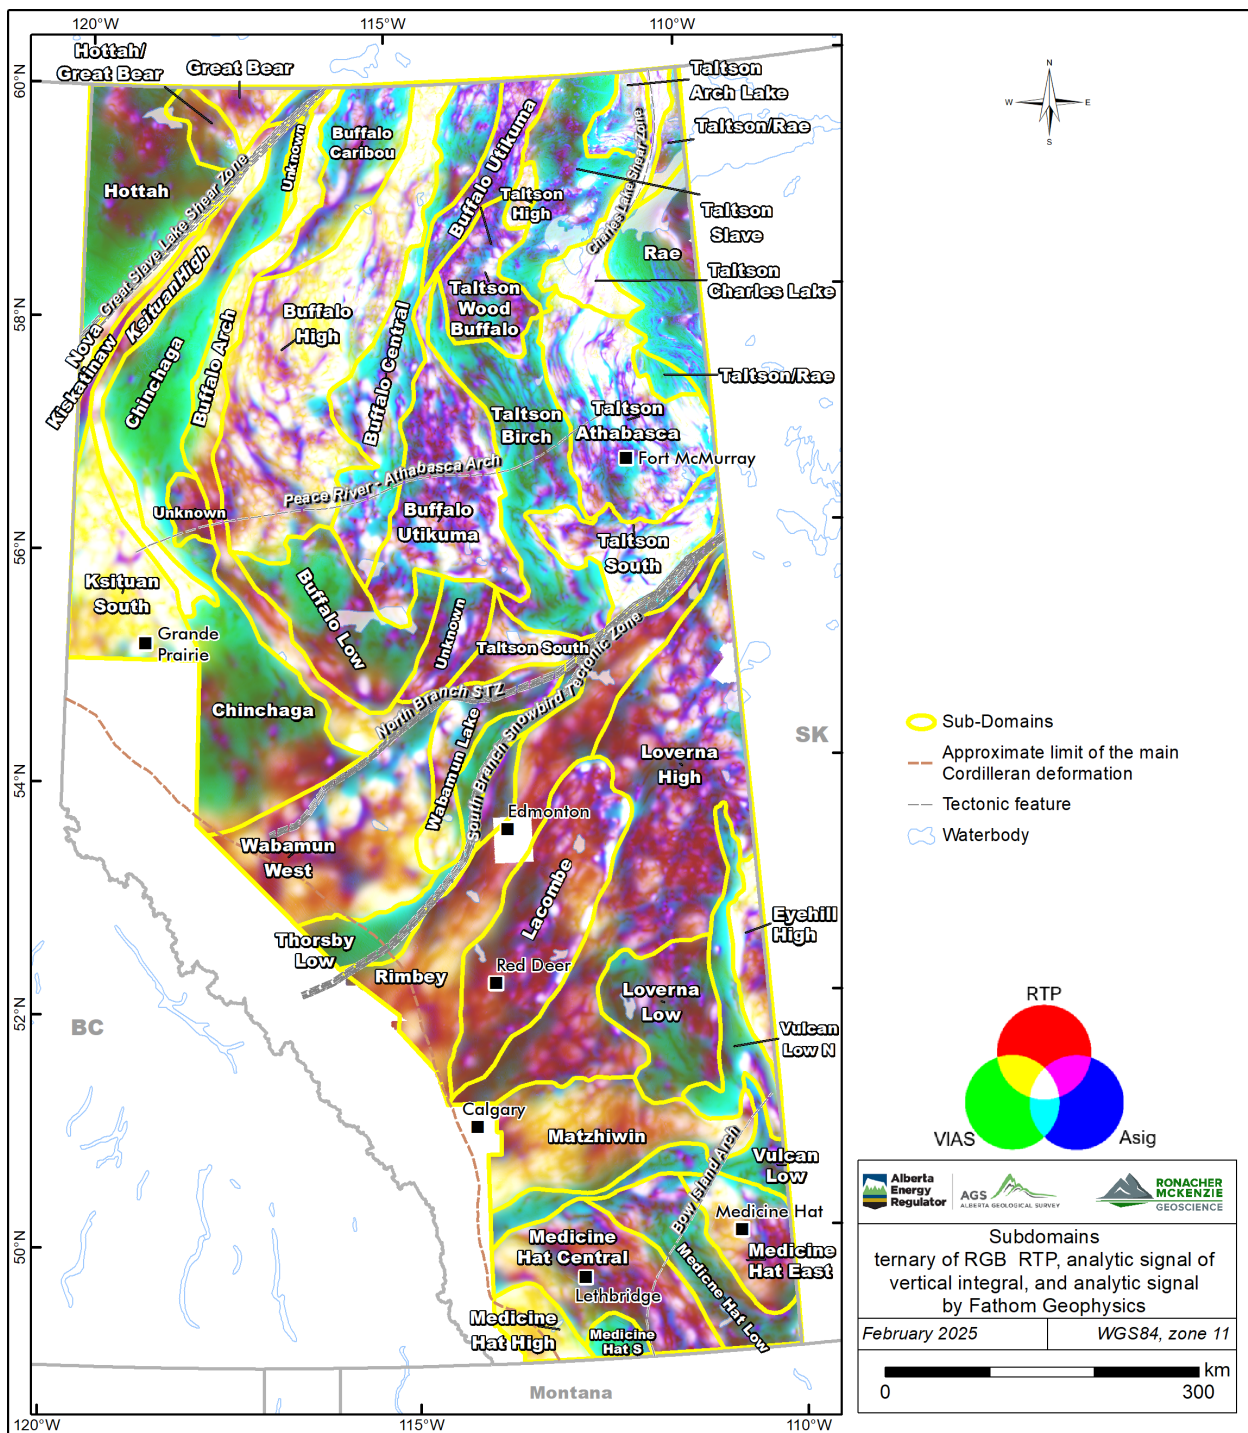 120°W
115°W
110°W
60°N
58°N
56°N
54°N
52°N
50°N
120°W
115°W
110°W
Hottah/
Great Bear
Great Bear
Taltson
Arch Lake
Taltson/Rae
Buffalo
Caribou
Unknown
Buffalo Utikuma
Taltson
High
Charles Lake Shear Zone
Hottah
Great Slave Lake Shear Zone
Taltson
Slave
Rae
Taltson
Charles Lake
Nova
Kiskatinaw
KsituanHigh
Buffalo
High
Taltson
Wood
Buffalo
Chinchaga
Buffalo Arch
Buffalo Central
Taltson/Rae
Taltson
Birch
Taltson
Athabasca
Fort McMurray
Peace River - Athabasca Arch
Unknown
Buffalo
Utikuma
Taltson
South
Ksituan
South
Grande
Prairie
Buffalo Low
Unknown
Taltson South
Chinchaga
North Branch STZ
South Branch Snowbird Tectonic Zone
Wabamun Lake
Loverna
High
SK
Edmonton
Wabamun
West
Lacombe
Eyehill
High
Thorsby
Low
Rimbey
Red Deer
Loverna
Low
BC
Vulcan
Low N
Calgary
Matzhiwin
Bow Island Arch
Vulcan
Low
Medicine Hat
Medicine
Hat Central
Medicine
Hat East
Lethbridge
Medicne Hat Low
Medicine
Hat High
Medicine
Hat S
Montana
N
W
E
S
Sub-Domains
Approximate limit of the main
Cordilleran deformation
Tectonic feature
Waterbody
RTP
VIAS
Asig
Alberta
Energy
Regulator
AGS
ALBERTA GEOLOGICAL SURVEY
RONACHER
MCKENZIE
GEOSCIENCE
Subdomains
ternary of RGB RTP, analytic signal of
vertical integral, and analytic signal
by Fathom Geophysics
February 2025
WGS84, zone 11
km
0
300